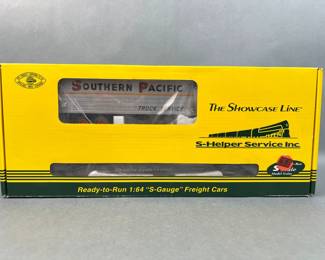 SOUTHERN PACIFIC
TRUCK SERVICE
THE SHOWCASE LINE
S-Helper Service Inc
Ready-to-Run 1:64 "S-Gauge" Freight Cars